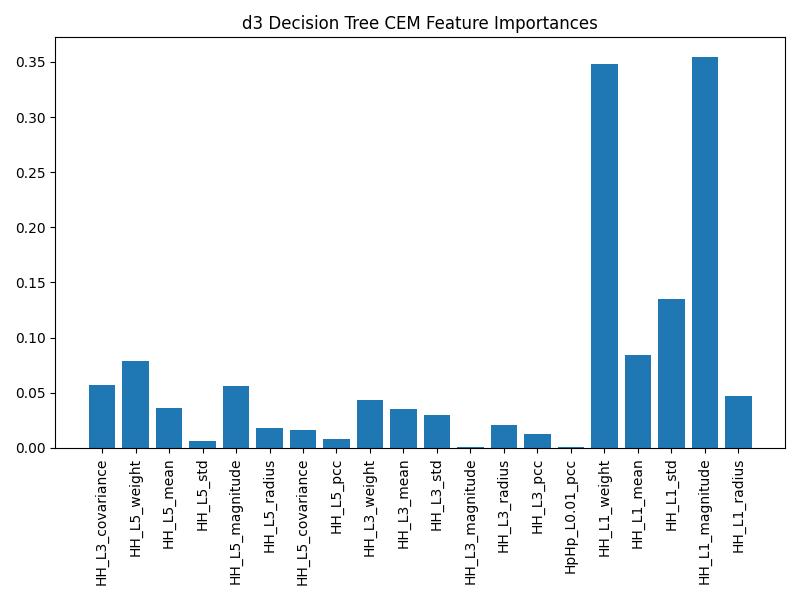 d3 Decision Tree CEM Feature Importances
0.35
0.30
0.25
0.20
0.15
0.10
0.05
0.00
HH_L3_covariance
HH_L5_weight
HH_L5_mean
HH_L5_std
HH_L5_magnitude
HH_L5_radius
HH_L5_covariance
HH_L5_pcc
HH_L3_weight
HH_L3_mean
HH_L3_std
HH_L3_magnitude
HH_L3_radius
HH_L3_pcc
HpHp_L0.01_pcc
HH_L1_weight
HH_L1_mean
HH_L1_std
HH_L1_magnitude
HH_L1_radius